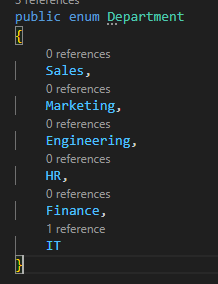 3 references
public enum Department
{
0 references
Sales,
0 references
Marketing,
0 references
Engineering,
0 references
HR,
0 references
Finance,
1 reference
IT
}